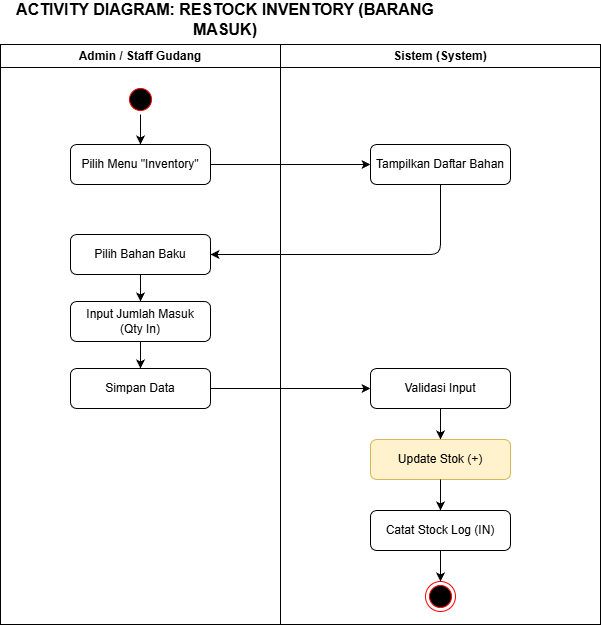 ACTIVITY DIAGRAM: RESTOCK INVENTORY (BARANG
MASUK)
Admin / Staff Gudang
Sistem (System)
Pilih Menu "Inventory"
Tampilkan Daftar Bahan
Pilih Bahan Baku
Input Jumlah Masuk
(Qty In)
Simpan Data
Validasi Input
Update Stok (+)
Catat Stock Log (IN)